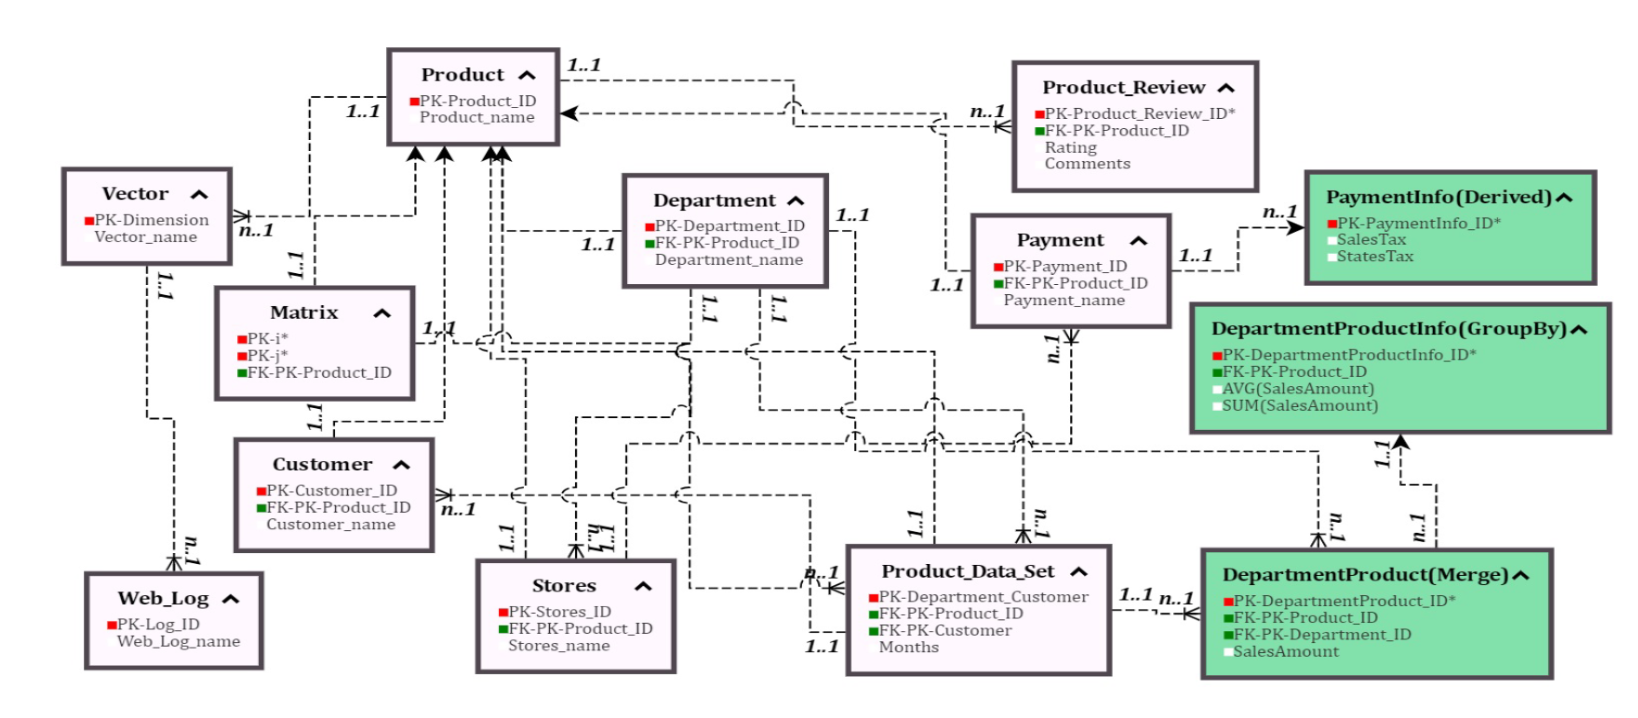 Product
PK-Product_ID
Product_name
1..1
1..1
Product_Review
PK-Product_Review_ID*
FK-PK-Product_ID
Rating
Comments
n..1
Vector
PK-Dimension
Vector_name
n..1
1..1
Department
PK-Department_ID
FK-PK-Product_ID
Department_name
1..1
1..1
1..1
1..1
Payment
PK-Payment_ID
FK-PK-Product_ID
Payment_name
1..1
1..1
n..1
PaymentInfo(Derived)
PK-PaymentInfo_ID*
SalesTax
StatesTax
n..1
Matrix
PK-i*
PK-j*
FK-PK-Product_ID
1..1
1..1
1..1
DepartmentProductInfo(GroupBy)
PK-DepartmentProductInfo_ID*
FK-PK-Product_ID
AVG(SalesAmount)
SUM(SalesAmount)
1..1
Customer
PK-Customer_ID
FK-PK-Product_ID
Customer_name
n..1
Web_Log
PK-Log_ID
Web_Log_name
n..1
Stores
PK-Stores_ID
FK-PK-Product_ID
Stores_name
1..1
n..1
1..1
Product_Data_Set
PK-Department_Customer
FK-PK-Product_ID
FK-PK-Customer
Months
1..1
n..1
n..1
1..1
1..1
DepartmentProduct(Merge)
PK-DepartmentProduct_ID*
FK-PK-Product_ID
FK-PK-Department_ID
SalesAmount
n..1
n..1
n..1